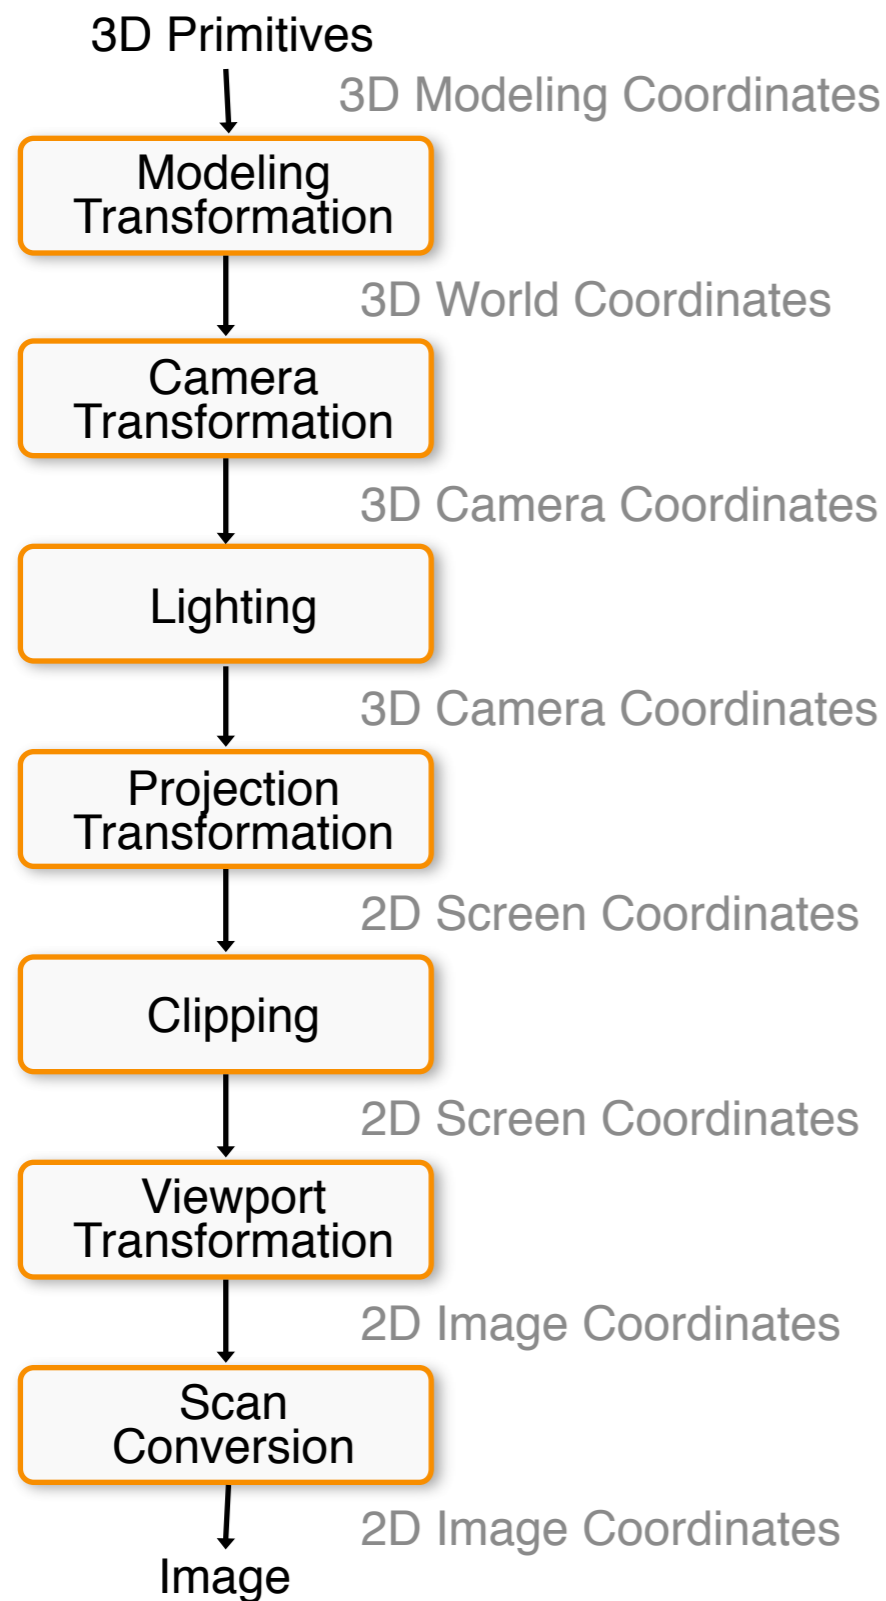 3D Primitives
3D Modeling Coordinates
Modeling
Transformation
3D World Coordinates
Camera
Transformation
3D Camera Coordinates
Lighting
3D Camera Coordinates
Projection
Transformation
2D Screen Coordinates
Clipping
2D Screen Coordinates
Viewport
Transformation
2D Image Coordinates
Scan
Conversion
2D Image Coordinates
Image